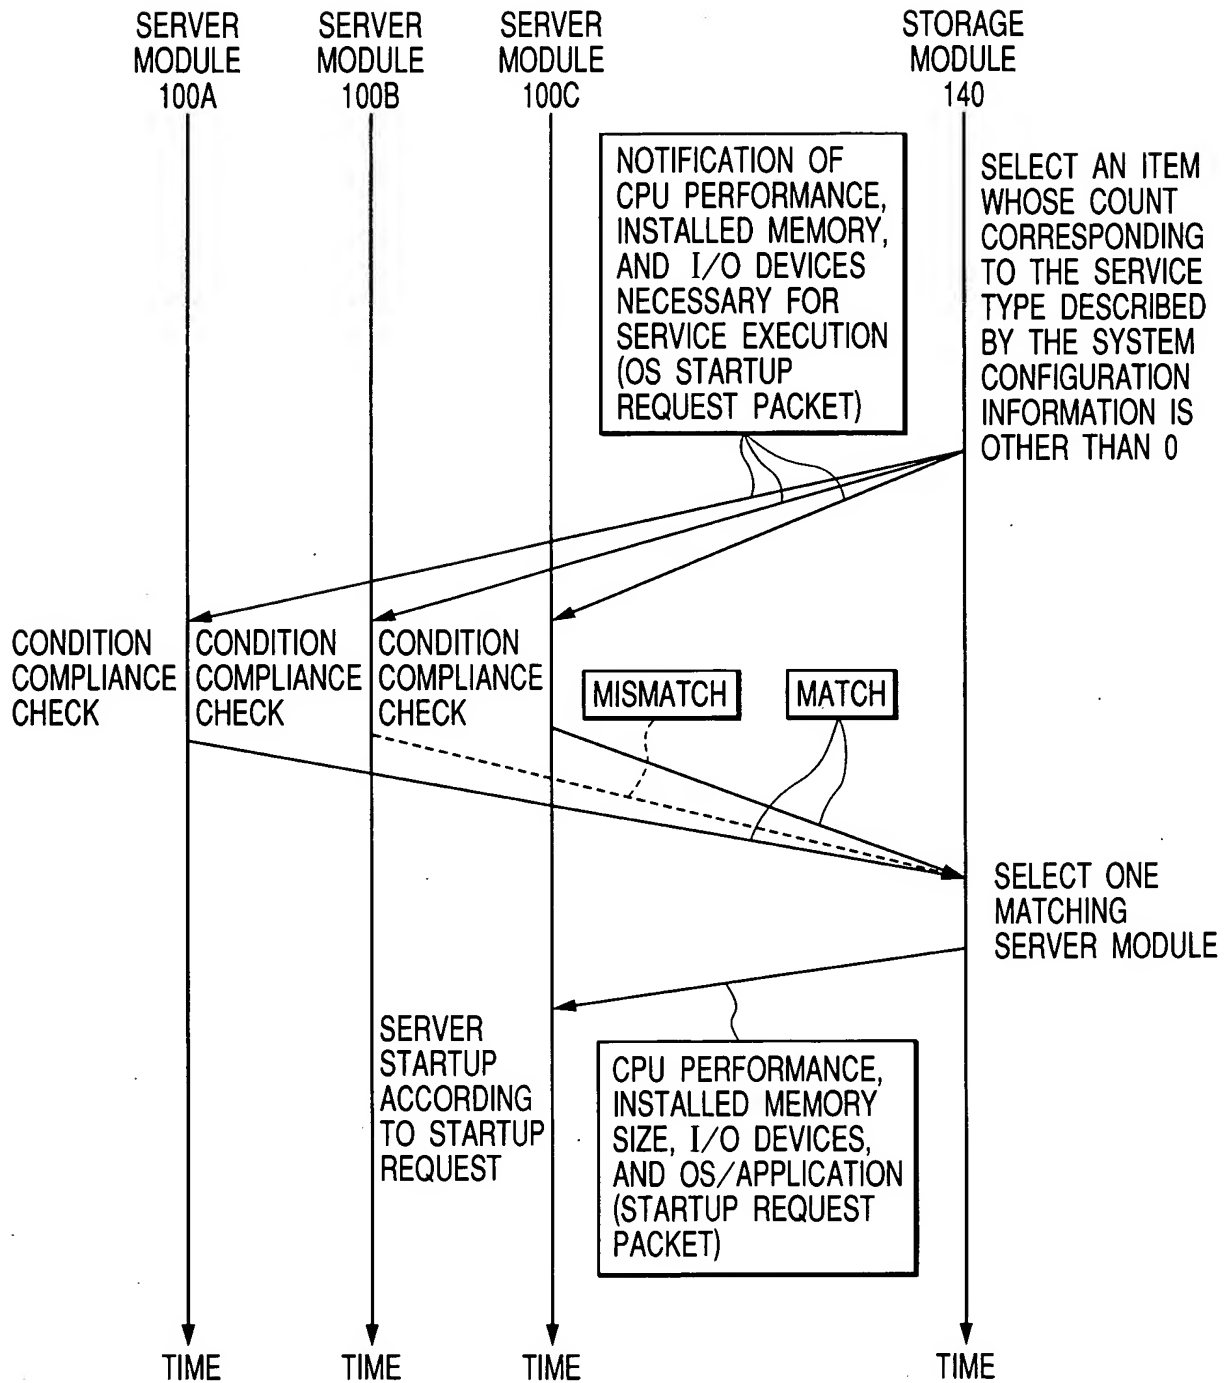 SERVER
MODULE
100A
SERVER
MODULE
100B
SERVER
MODULE
100C
STORAGE
MODULE
140
NOTIFICATION OF
CPU PERFORMANCE,
INSTALLED MEMORY,
AND I/O DEVICES
NECESSARY FOR
SERVICE EXECUTION
(OS STARTUP
REQUEST PACKET)
SELECT AN ITEM
WHOSE COUNT
CORRESPONDING
TO THE SERVICE
TYPE DESCRIBED
BY THE SYSTEM
CONFIGURATION
INFORMATION IS
OTHER THAN 0
CONDITION
COMPLIANCE
CHECK
CONDITION
COMPLIANCE
CHECK
CONDITION
COMPLIANCE
CHECK
MISMATCH
MATCH
SELECT ONE
MATCHING
SERVER MODULE
SERVER
STARTUP
ACCORDING
TO STARTUP
REQUEST
CPU PERFORMANCE,
INSTALLED MEMORY
SIZE, I/O DEVICES,
AND OS/APPLICATION
(STARTUP REQUEST
PACKET)
TIME
TIME
TIME
TIME